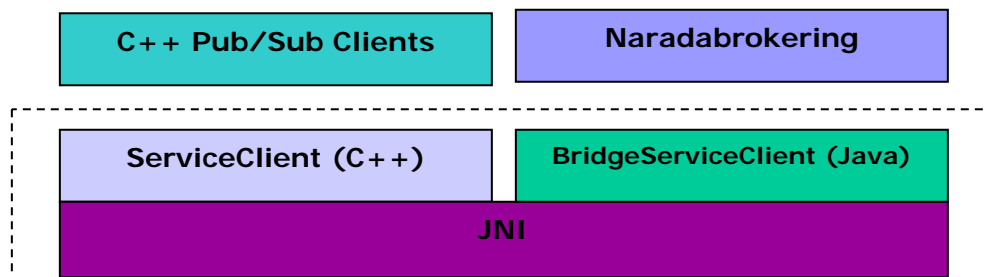 C++ Pub/Sub Clients
Naradabrokering
ServiceClient (C++)
BridgeServiceClient (Java)
JNI